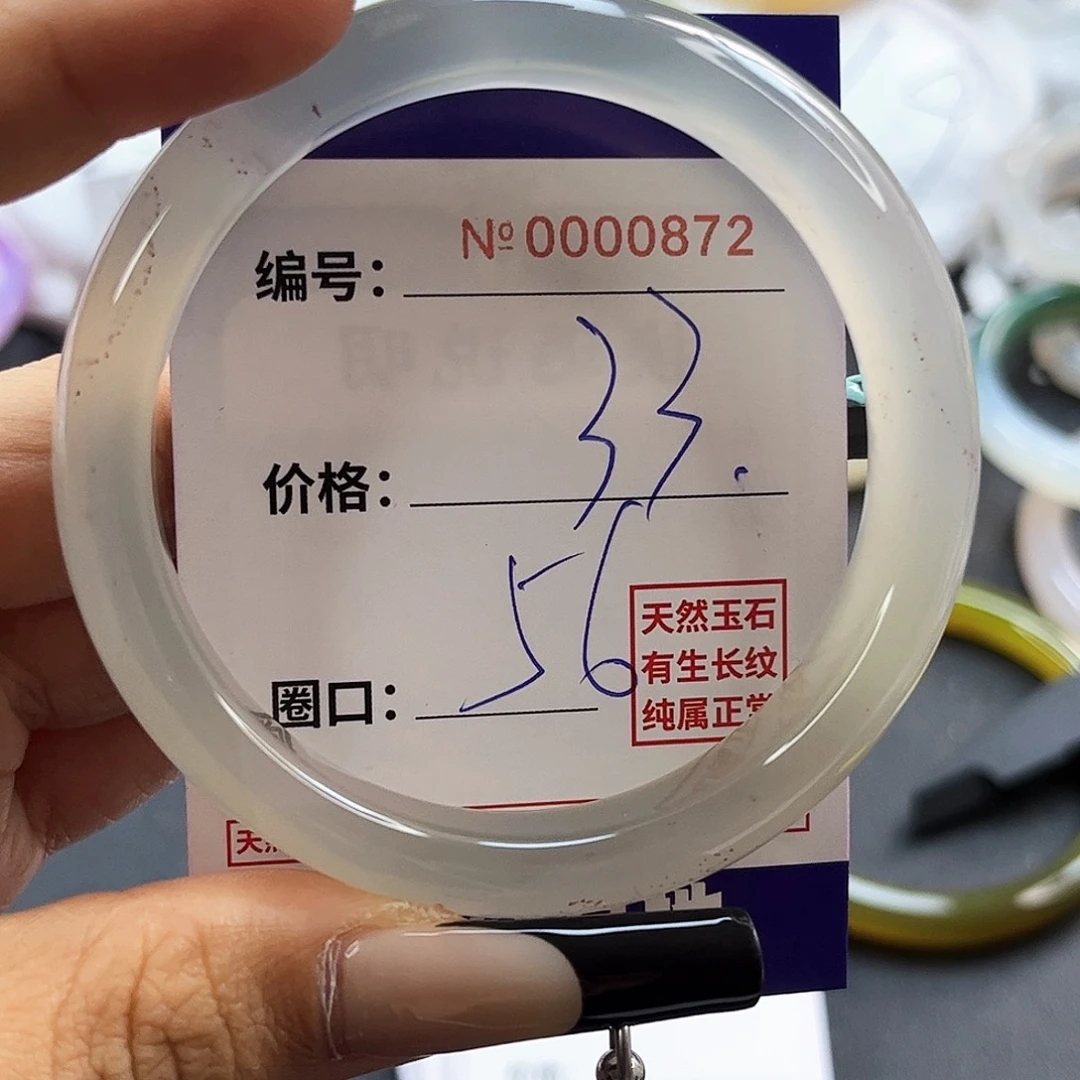 编号： №0000872
价格： 33.
圈口： 56
天然玉石
有生长纹
纯属正常